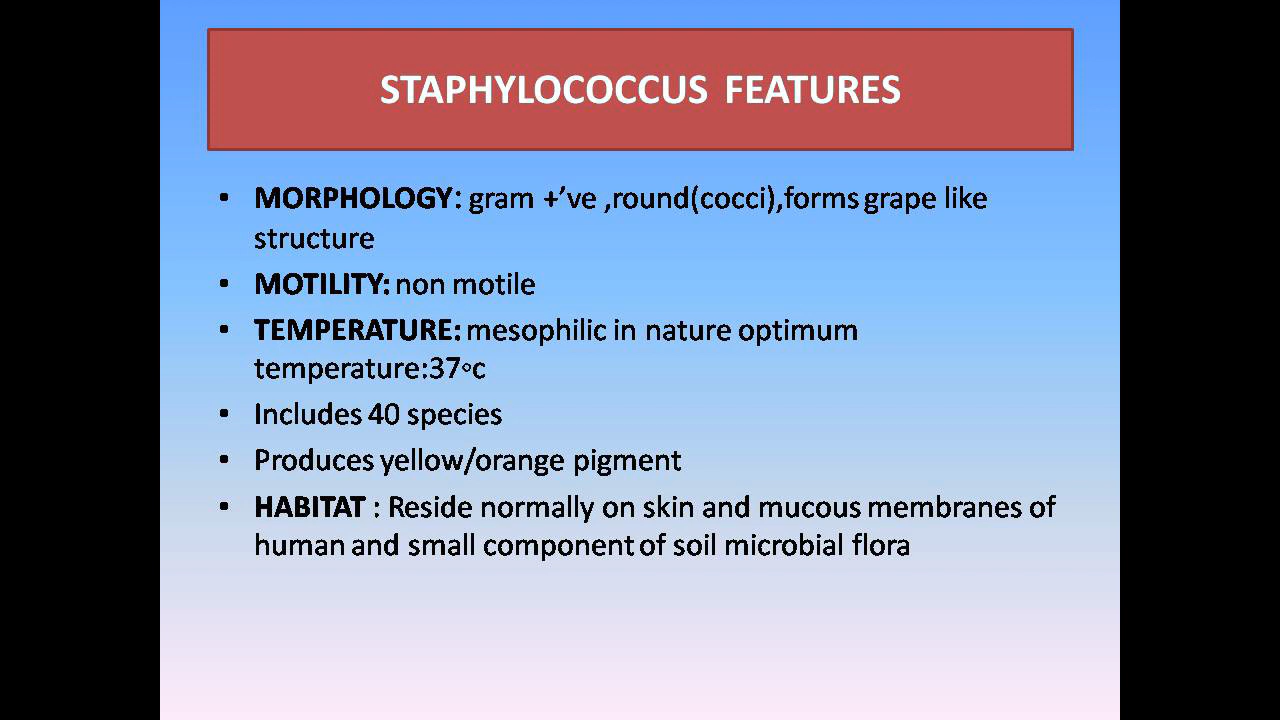 STAPHYLOCOCCUS FEATURES
• MORPHOLOGY: gram +’ve ,round(cocci),forms grape like
structure
• MOTILITY: non motile
• TEMPERATURE: mesophilic in nature optimum
temperature:37◦c
• Includes 40 species
• Produces yellow/orange pigment
• HABITAT : Reside normally on skin and mucous membranes of
human and small component of soil microbial flora